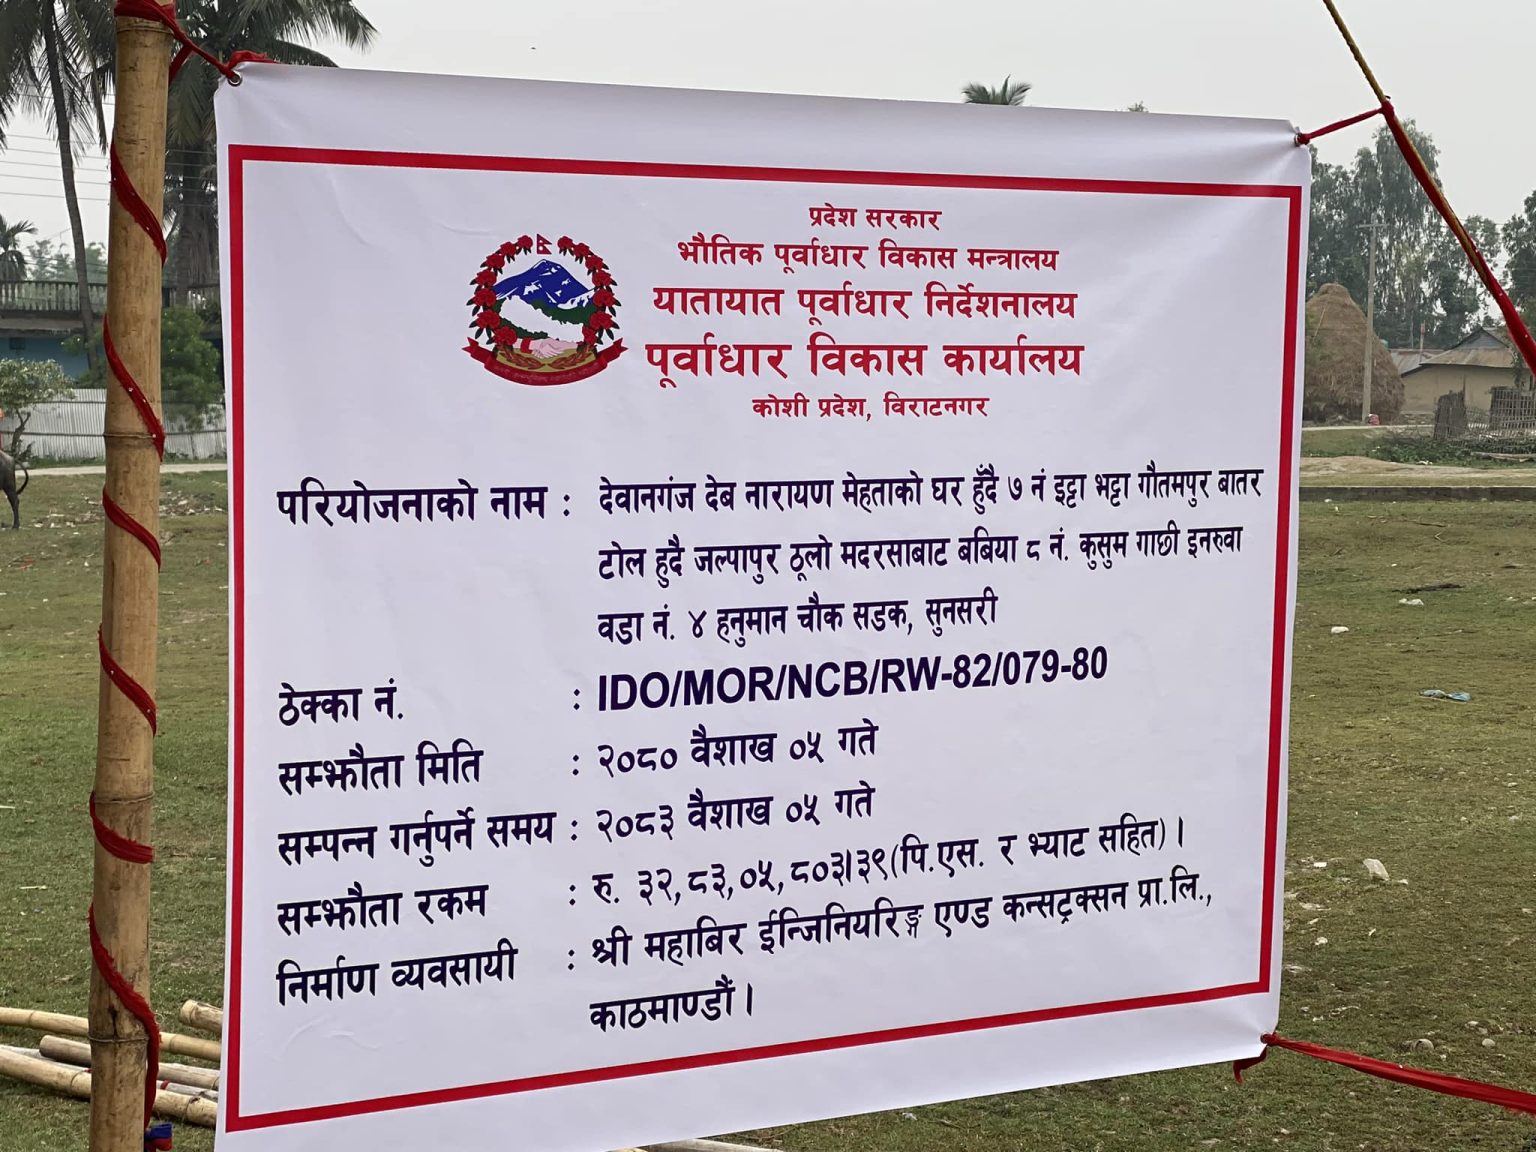 प्रदेश सरकार
भौतिक पूर्वाधार विकास मन्त्रालय
यातायात पूर्वाधार निर्देशनालय
पूर्वाधार विकास कार्यालय
कोशी प्रदेश, विराटनगर
परियोजनाको नाम : देवानगंज देब नारायण मेहताको घर हुँदै ७ नं इट्टा भट्टा गौतमपुर बातर
टोल हुदै जल्पापुर ठूलो मदरसाबाट बबिया ८ नं. कुसुम गाछी इनरुवा
वडा नं. ४ हनुमान चौक सडक, सुनसरी
ठेक्का नं. : IDO/MOR/NCB/RW-82/079-80
सम्झौता मिति : २०८० वैशाख ०५ गते
सम्पन्न गर्नुपर्ने समय : २०८३ वैशाख ०५ गते
सम्झौता रकम : रु. ३२,८३,०५,८०३।३९(पि.एस. र भ्याट सहित)।
निर्माण व्यवसायी : श्री महाबिर ईन्जिनियरिङ्ग एण्ड कन्सट्रक्सन प्रा.लि.,
काठमाण्डौं।